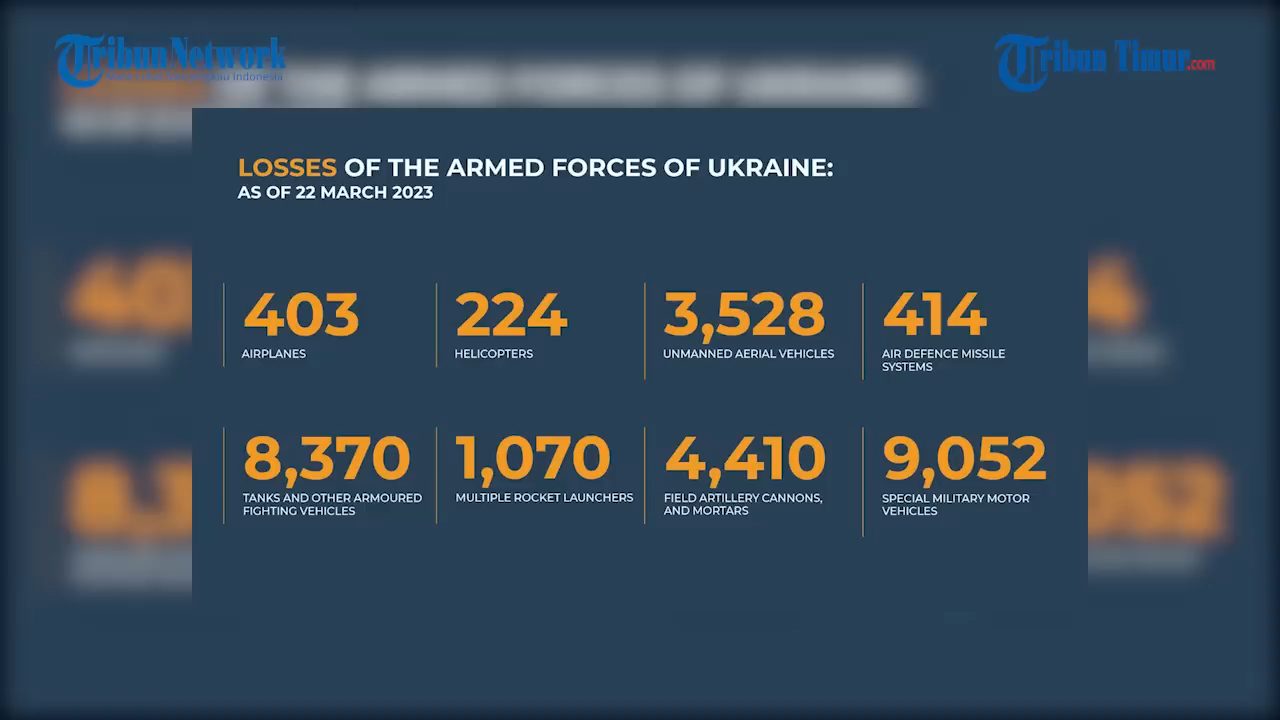 Tribun Network
Tribun Timur.com
LOSSES OF THE ARMED FORCES OF UKRAINE:
AS OF 22 MARCH 2023
403
AIRPLANES
224
HELICOPTERS
3,528
UNMANNED AERIAL VEHICLES
414
AIR DEFENCE MISSILE
SYSTEMS
8,370
TANKS AND OTHER ARMOURED
FIGHTING VEHICLES
1,070
MULTIPLE ROCKET LAUNCHERS
4,410
FIELD ARTILLERY CANNONS,
AND MORTARS
9,052
SPECIAL MILITARY MOTOR
VEHICLES